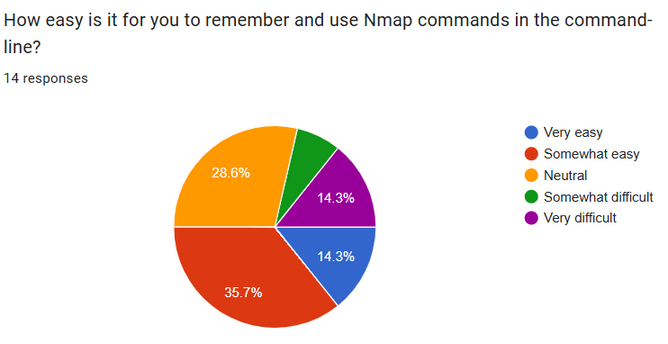 How easy is it for you to remember and use Nmap commands in the command-
line?
14 responses
Very easy
Somewhat easy
Neutral
Somewhat difficult
Very difficult
28.6%
14.3%
14.3%
35.7%